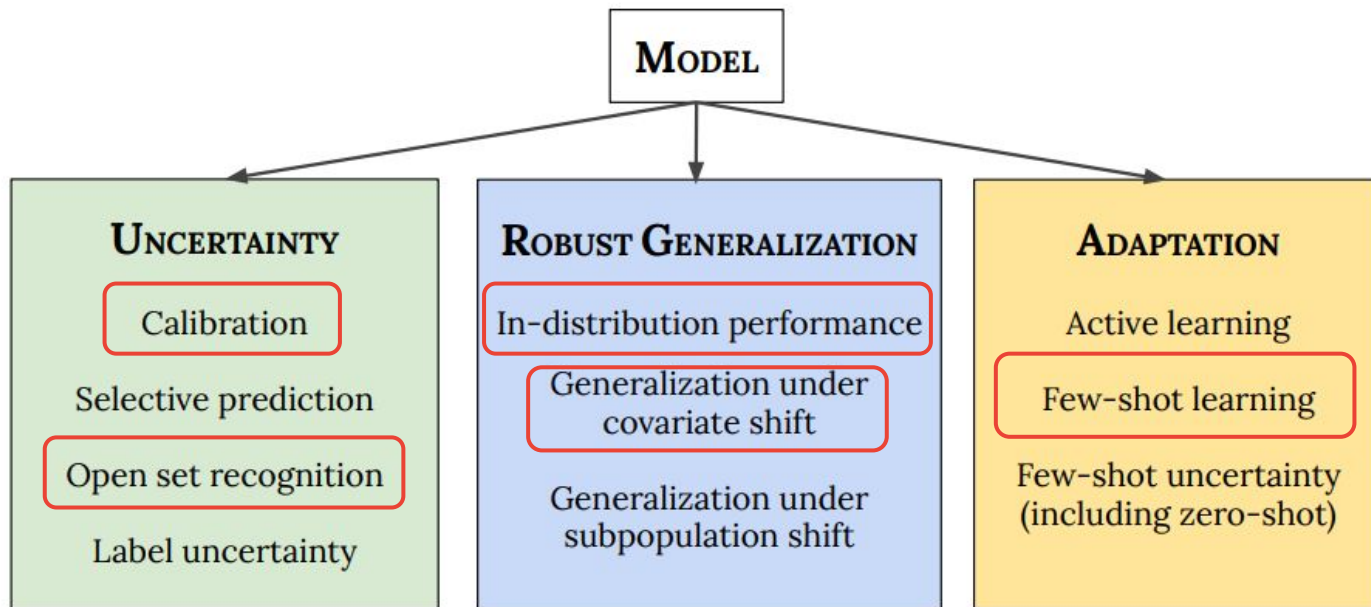 MODEL
UNCERTAINTY
Calibration
Selective prediction
Open set recognition
Label uncertainty
ROBUST GENERALIZATION
In-distribution performance
Generalization under
covariate shift
Generalization under
subpopulation shift
ADAPTATION
Active learning
Few-shot learning
Few-shot uncertainty
(including zero-shot)